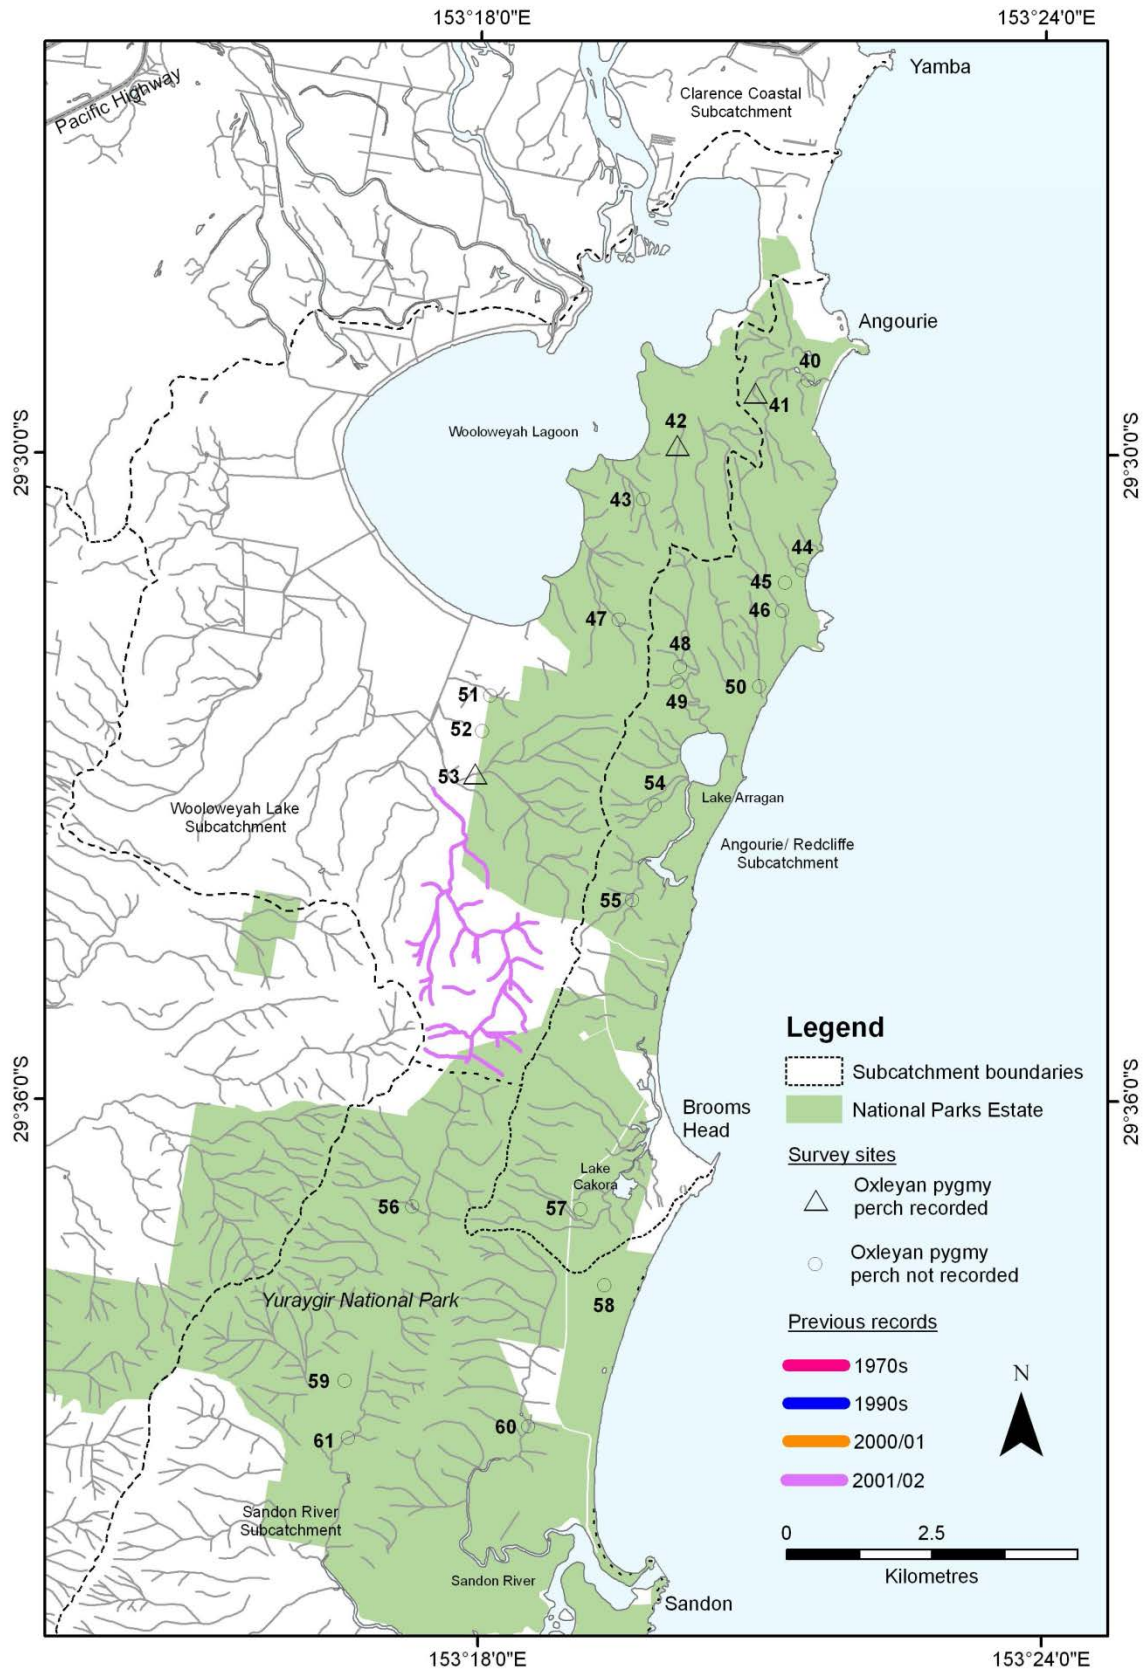 153°18'0"E
153°24'0"E
Pacific Highway
Yamba
Clarence Coastal
Subcatchment
Angourie
40
41
42
Wooloweyah Lagoon
29°30'0"S
29°30'0"S
43
44
45
46
47
48
49
50
51
52
53
54
Lake Arragan
Wooloweyah Lake
Subcatchment
Angourie/ Redcliffe
Subcatchment
55
Legend
Subcatchment boundaries
National Parks Estate
Survey sites
Oxleyan pygmy
perch recorded
Oxleyan pygmy
perch not recorded
Previous records
1970s
1990s
2000/01
2001/02
N
0
2.5
Kilometres
29°36'0"S
29°36'0"S
Brooms
Head
Lake
Cakora
56
57
58
Yuraygir National Park
59
60
61
Sandon River
Subcatchment
Sandon River
Sandon
153°18'0"E
153°24'0"E